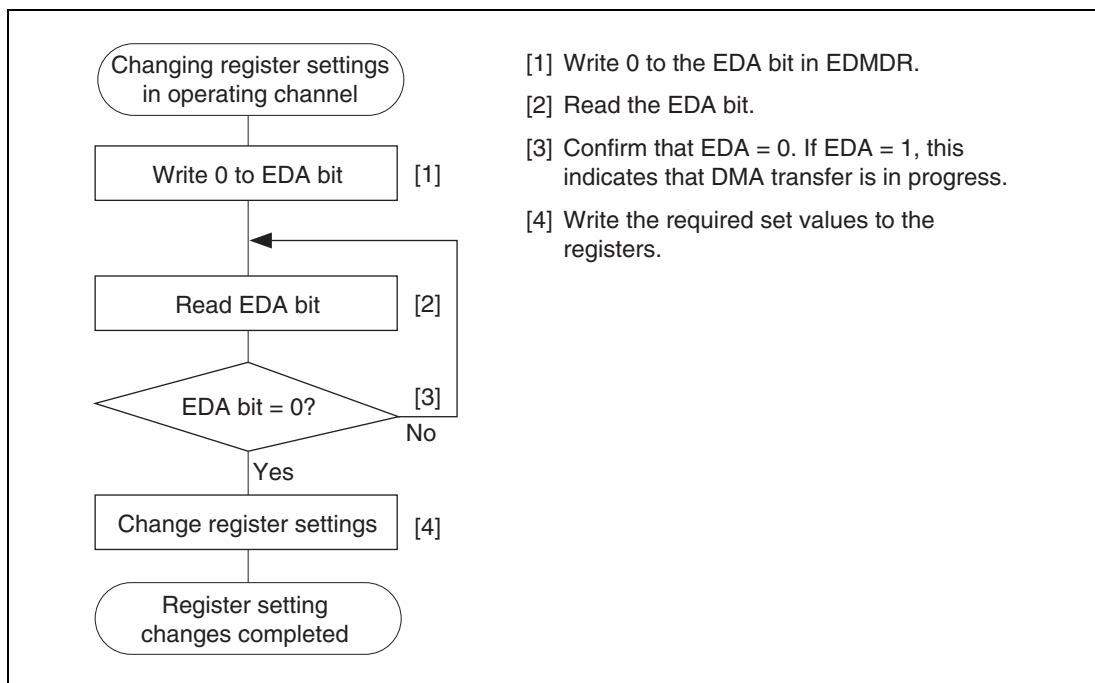 Changing register settings
in operating channel
Write 0 to EDA bit
[1]
Read EDA bit
[2]
EDA bit = 0?
[3]
No
Yes
Change register settings
[4]
Register setting
changes completed
[1] Write 0 to the EDA bit in EDMDR.
[2] Read the EDA bit.
[3] Confirm that EDA = 0. If EDA = 1, this
indicates that DMA transfer is in progress.
[4] Write the required set values to the
registers.